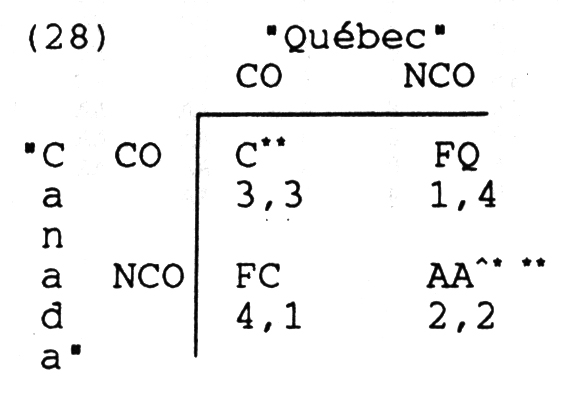 (28) "Québec"
CO NCO
"C CO C** FQ
a 3,3 1,4
n
a NCO FC AA^* **
d 4,1 2,2
a"